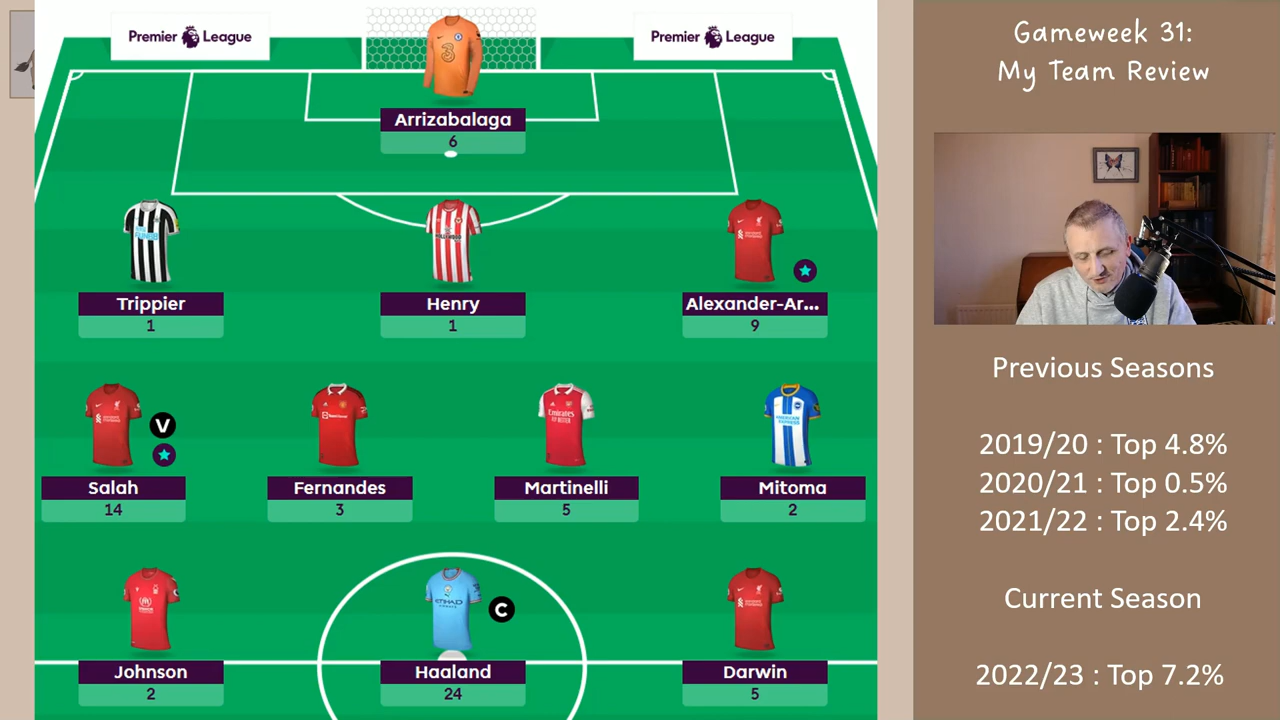 Premier League
Premier League
Arrizabalaga
6
Trippier
1
Henry
1
Alexander-Ar...
9
V
Salah
14
Fernandes
3
Martinelli
5
Mitoma
2
Johnson
2
C
Haaland
24
Darwin
5
Gameweek 31:
My Team Review
Previous Seasons
2019/20 : Top 4.8%
2020/21 : Top 0.5%
2021/22 : Top 2.4%
Current Season
2022/23 : Top 7.2%